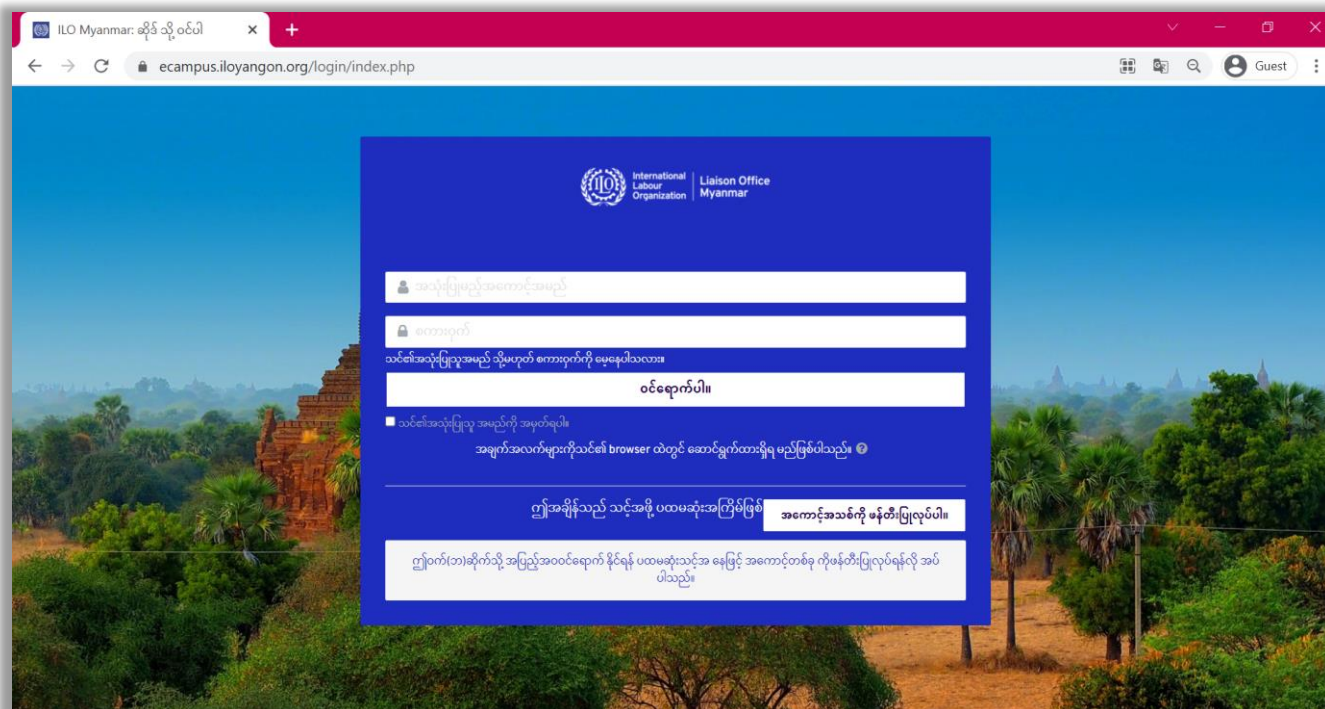 ILO Myanmar: ဆိုဒ် သို့ ဝင်ပါ
ecampus.iloyangon.org/login/index.php
Guest
International Labour Organization
Liaison Office Myanmar
အသုံးပြုမည့်အကောင့်အမည်
စကားဝှက်
သင်၏အသုံးပြုသူအမည် သို့မဟုတ် စကားဝှက်ကို မေ့နေပါသလား။
ဝင်ရောက်ပါ။
သင်၏အသုံးပြုသူ အမည်ကို အမှတ်ရပါ။
အချက်အလက်များကိုသင်၏ browser ထဲတွင် ဆောင်ရွက်ထားရှိရ မည်ဖြစ်ပါသည်။
ဤအချိန်သည် သင့်အဖို့ ပထမဆုံးအကြိမ်ဖြစ်
အကောင့်အသစ်ကို ဖန်တီးပြုလုပ်ပါ။
ဤဝက်(ဘ)ဆိုက်သို့ အပြည့်အဝဝင်ရောက် နိုင်ရန် ပထမဆုံးသင့်အ နေဖြင့် အကောင့်တစ်ခု ကိုဖန်တီးပြုလုပ်ရန်လို အပ်
ပါသည်။